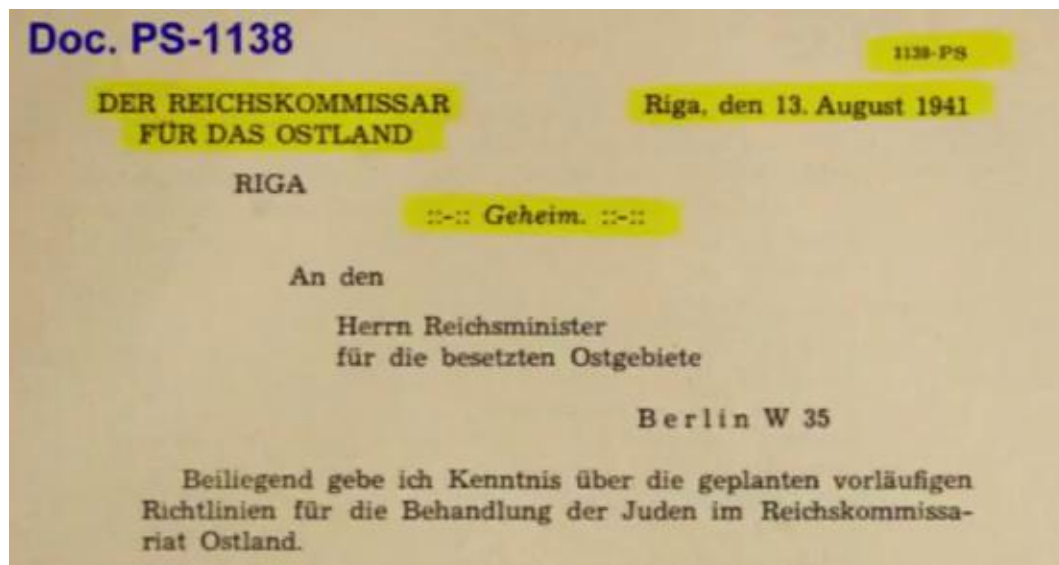 Doc. PS-1138
1138-PS
DER REICHSKOMMISSAR
FÜR DAS OSTLAND
Riga, den 13. August 1941
RIGA
::-:: Geheim. ::-::
An den
Herrn Reichsminister
für die besetzten Ostgebiete
Berlin W 35
Beiliegend gebe ich Kenntnis über die geplanten vorläufigen
Richtlinien für die Behandlung der Juden im Reichskommissa-
riat Ostland.